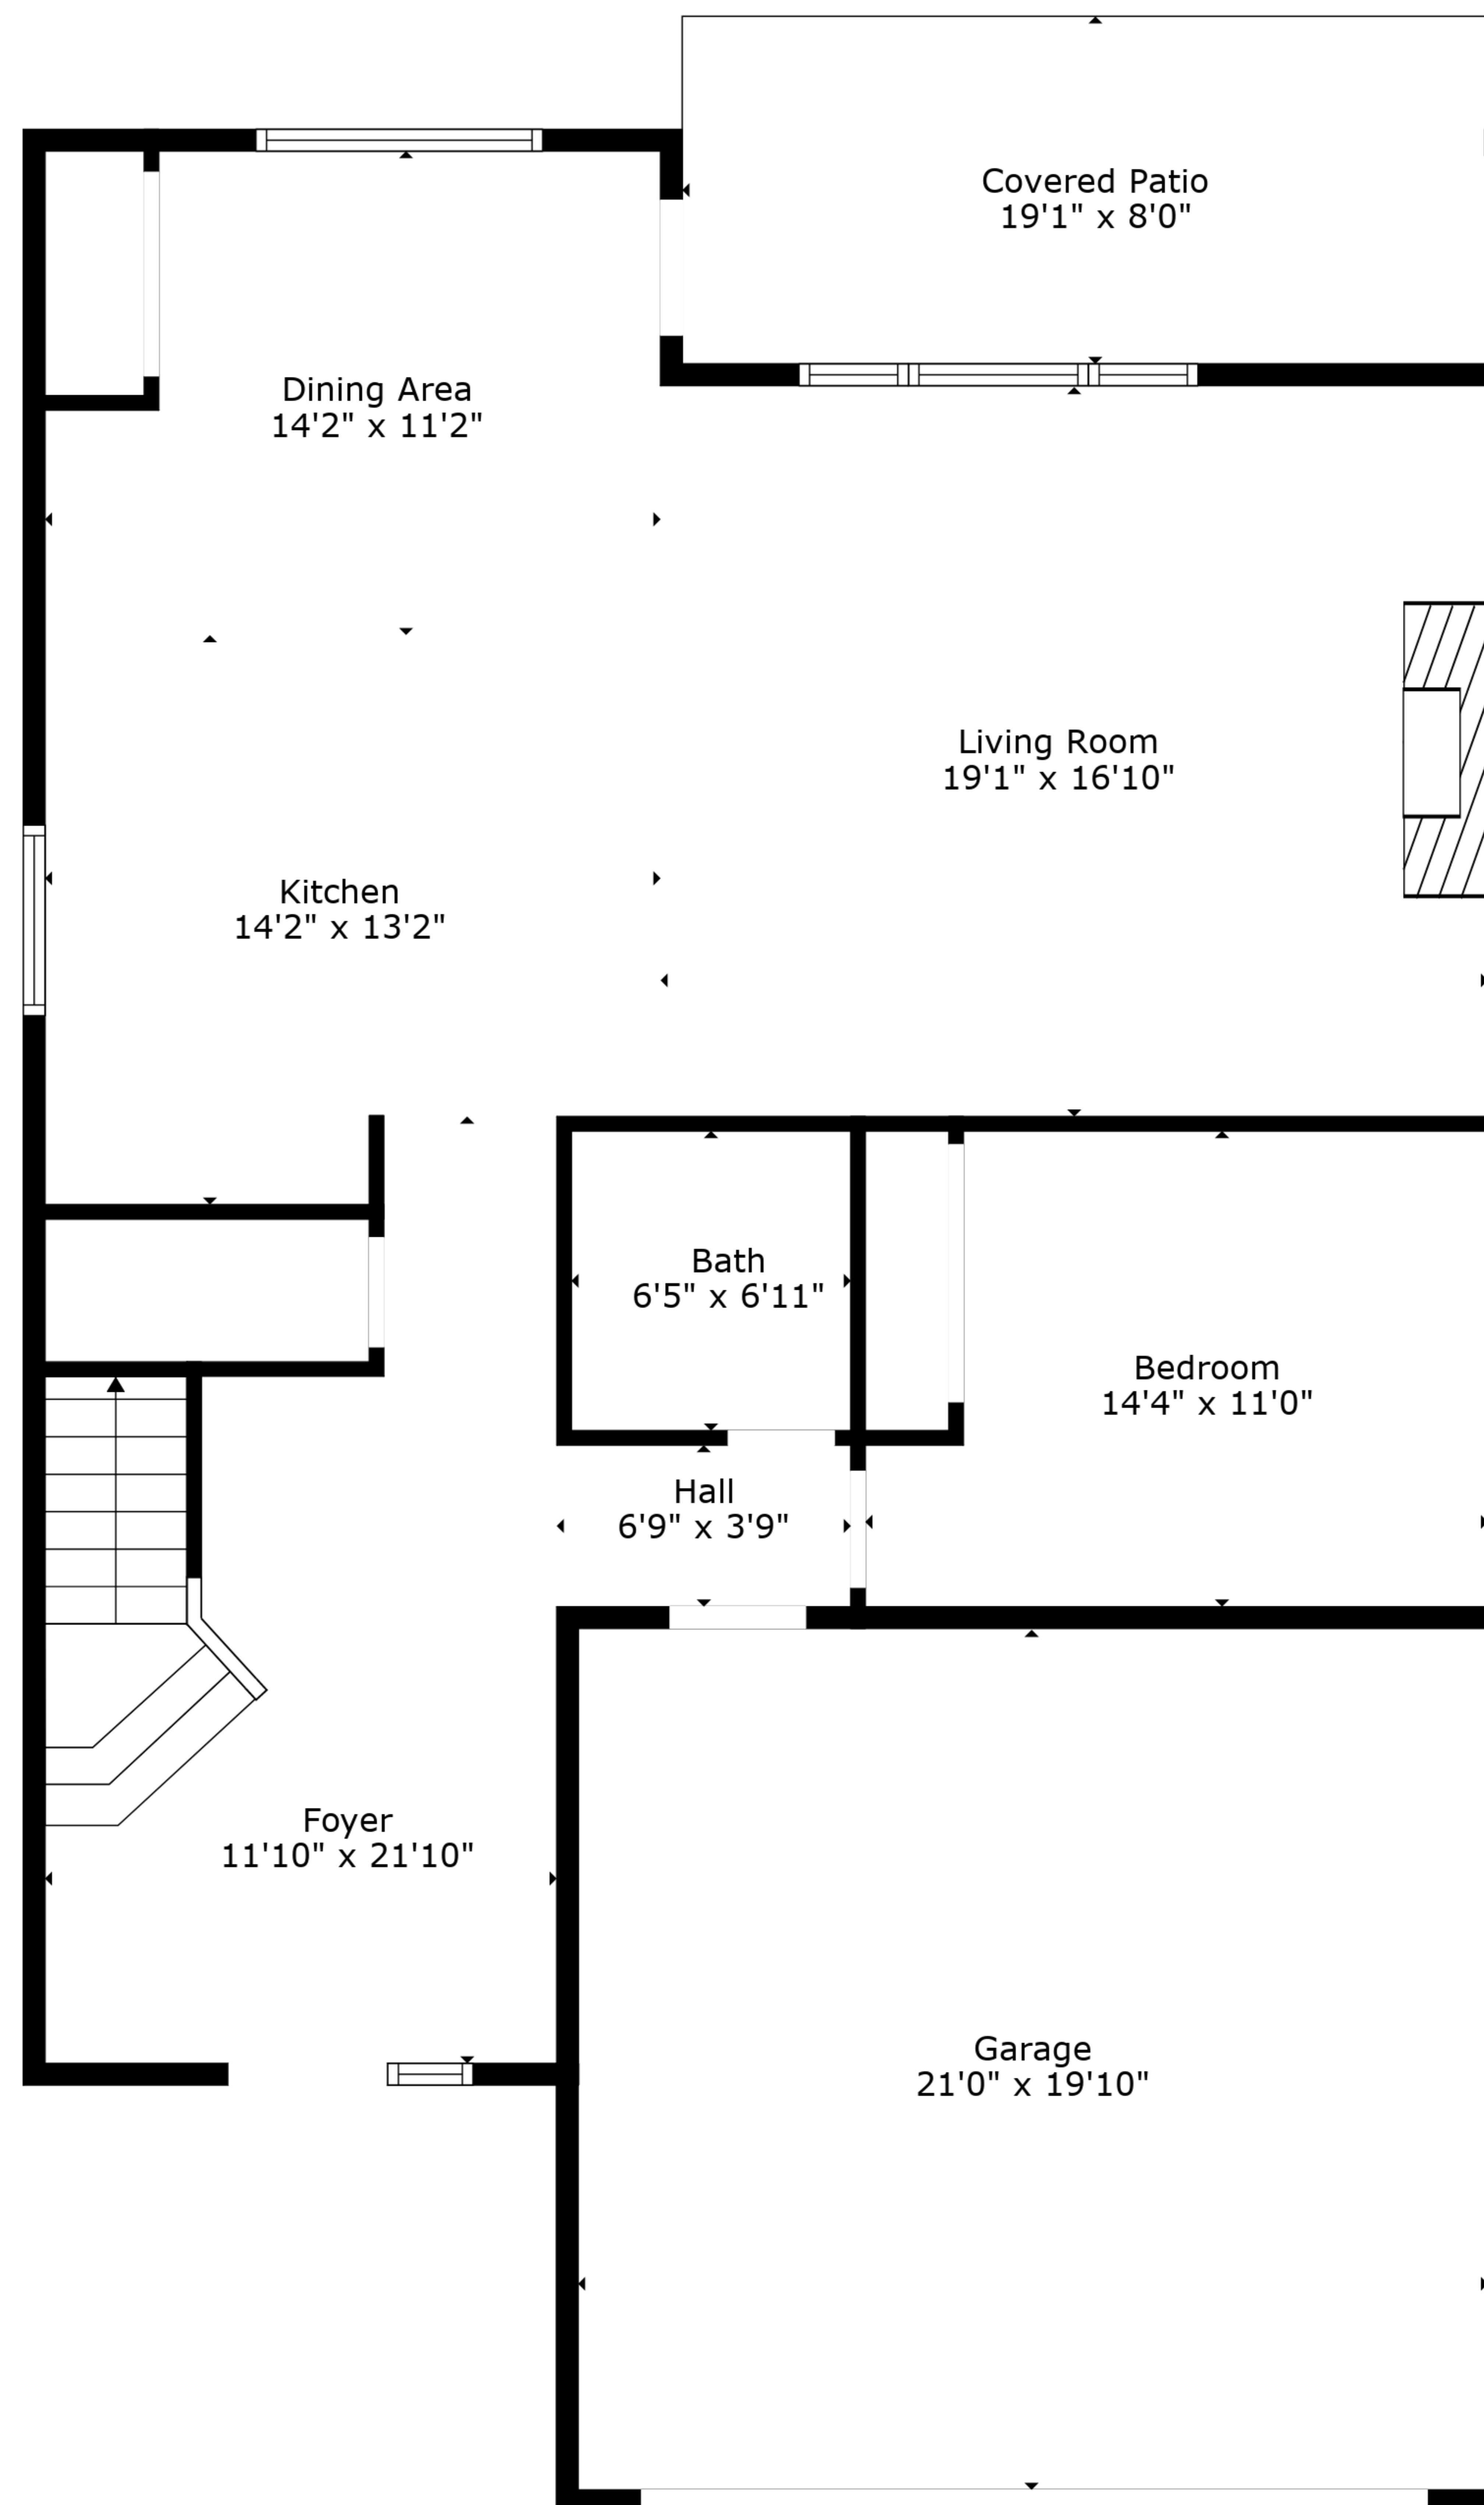 Covered Patio
19'1" x 8'0"
Dining Area
14'2" x 11'2"
Living Room
19'1" x 16'10"
Kitchen
14'2" x 13'2"
Bath
6'5" x 6'11"
Bedroom
14'4" x 11'0"
Hall
6'9" x 3'9"
Foyer
11'10" x 21'10"
Garage
21'0" x 19'10"